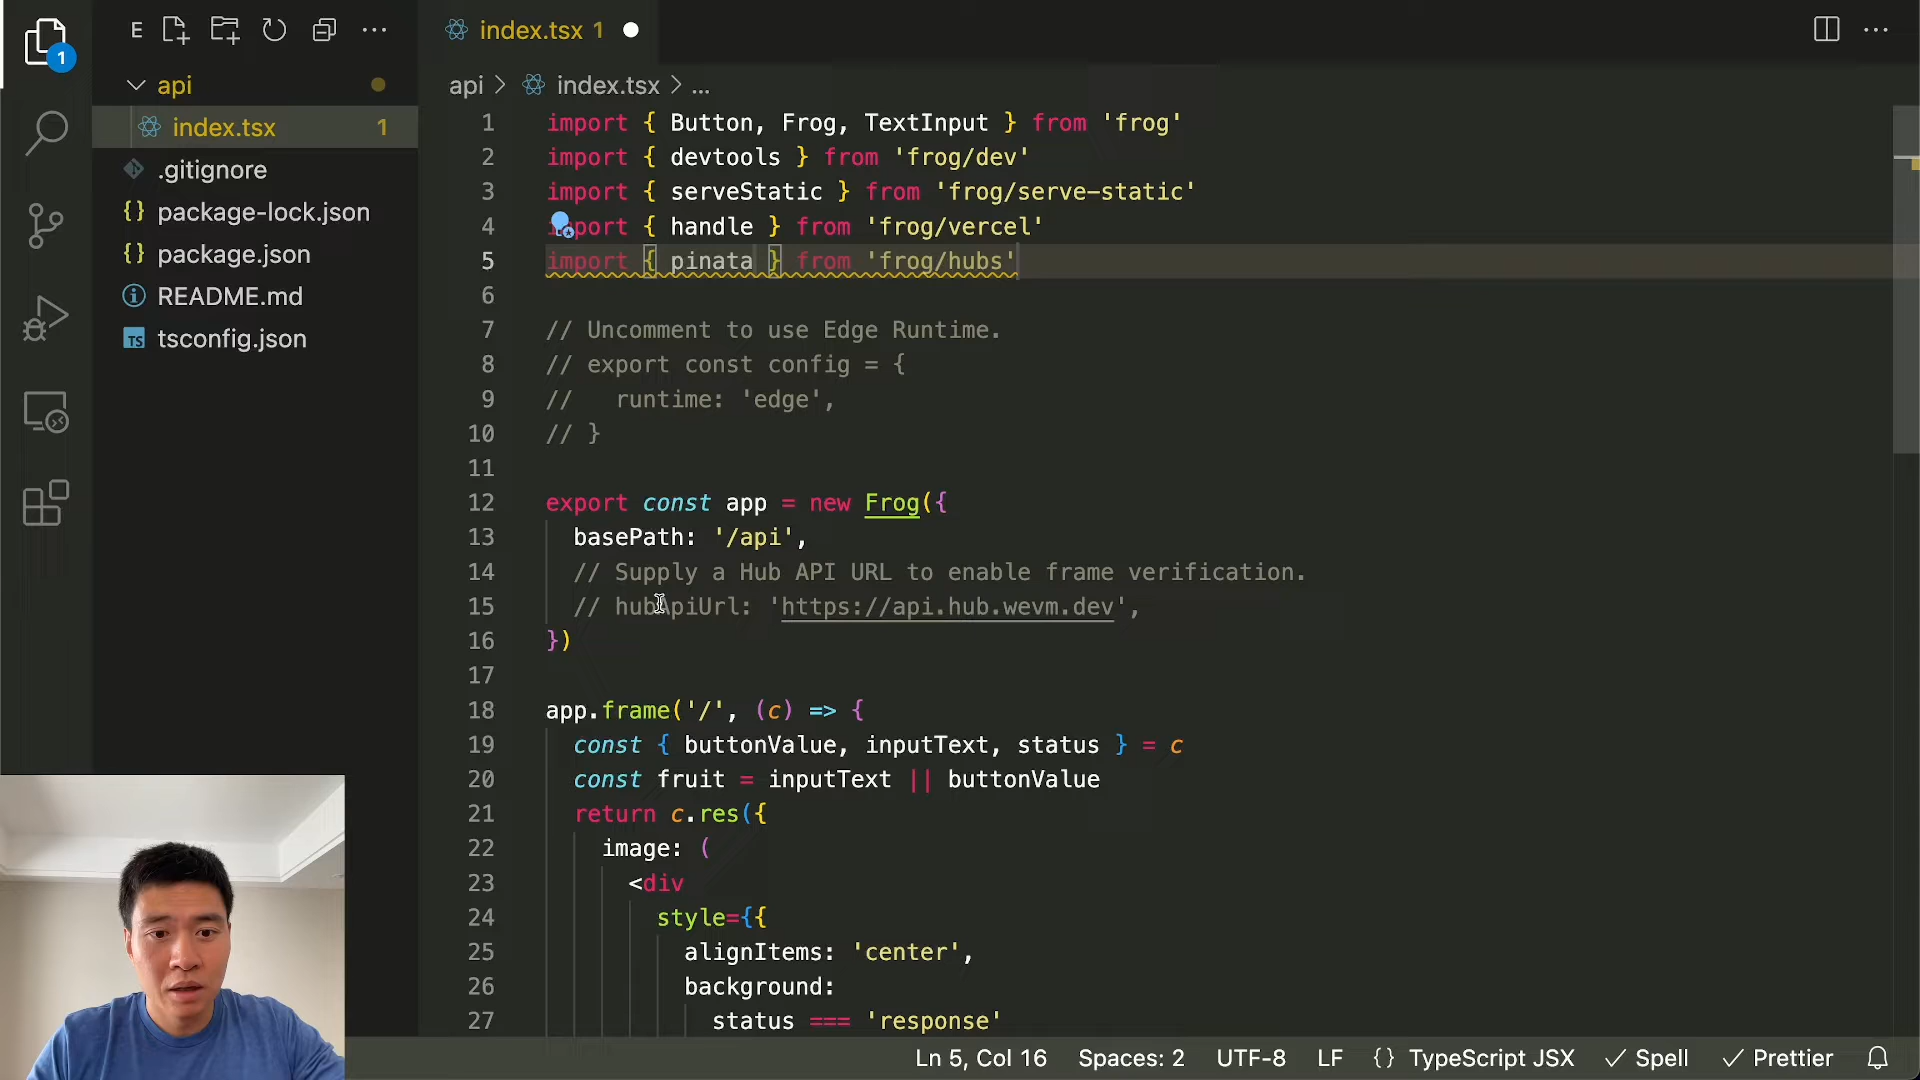 E
index.tsx 1
1
api
api > index.tsx > ...
index.tsx 1
.gitignore
package-lock.json
package.json
README.md
TS tsconfig.json
1 import { Button, Frog, TextInput } from 'frog'
2 import { devtools } from 'frog/dev'
3 import { serveStatic } from 'frog/serve-static'
4 import { handle } from 'frog/vercel'
5 import { pinata } from 'frog/hubs'
6
7 // Uncomment to use Edge Runtime.
8 // export const config = {
9 //   runtime: 'edge',
10 // }
11
12 export const app = new Frog({
13   basePath: '/api',
14   // Supply a Hub API URL to enable frame verification.
15   // hubApiUrl: 'https://api.hub.wevm.dev',
16 })
17
18 app.frame('/', (c) => {
19   const { buttonValue, inputText, status } = c
20   const fruit = inputText || buttonValue
21   return c.res({
22     image: (
23       <div
24         style={{
25           alignItems: 'center',
26           background:
27             status === 'response'
Ln 5, Col 16 Spaces: 2 UTF-8 LF {} TypeScript JSX ✓ Spell ✓ Prettier